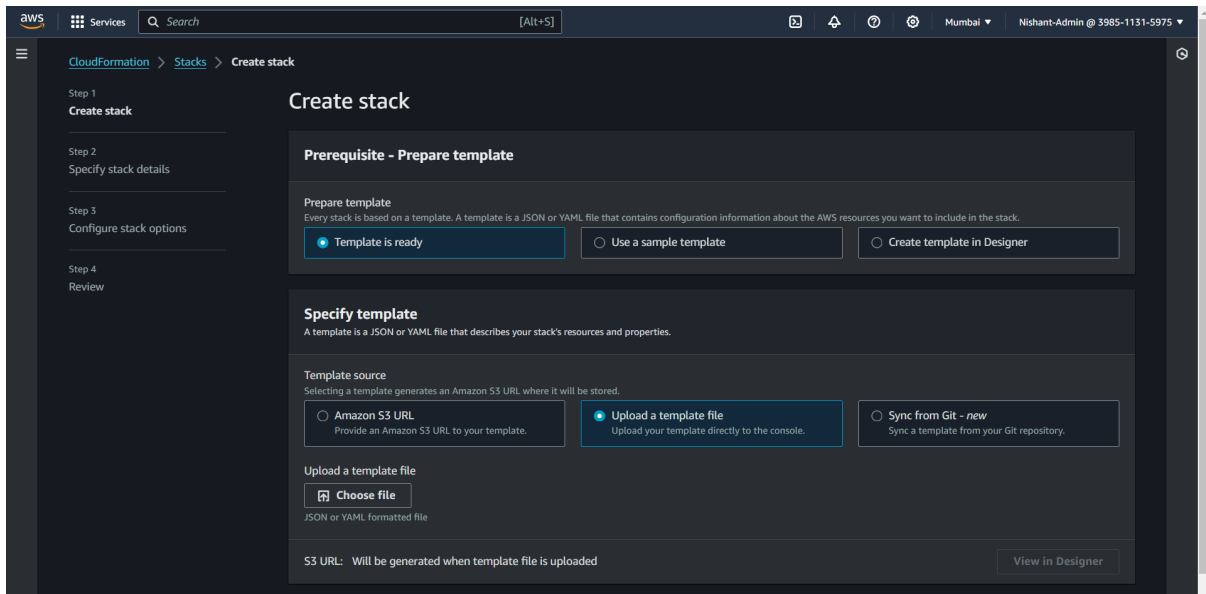 aws Services Search [Alt+S] Mumbai ▼ Nishant-Admin @ 3985-1131-5975 ▼
CloudFormation > Stacks > Create stack
Step 1
Create stack
Step 2
Specify stack details
Step 3
Configure stack options
Step 4
Review
Create stack
Prerequisite - Prepare template
Prepare template
Every stack is based on a template. A template is a JSON or YAML file that contains configuration information about the AWS resources you want to include in the stack.
Template is ready
Use a sample template
Create template in Designer
Specify template
A template is a JSON or YAML file that describes your stack's resources and properties.
Template source
Selecting a template generates an Amazon S3 URL where it will be stored.
Amazon S3 URL
Provide an Amazon S3 URL to your template.
Upload a template file
Upload your template directly to the console.
Sync from Git - new
Sync a template from your Git repository.
Upload a template file
Choose file
JSON or YAML formatted file
S3 URL: Will be generated when template file is uploaded
View in Designer